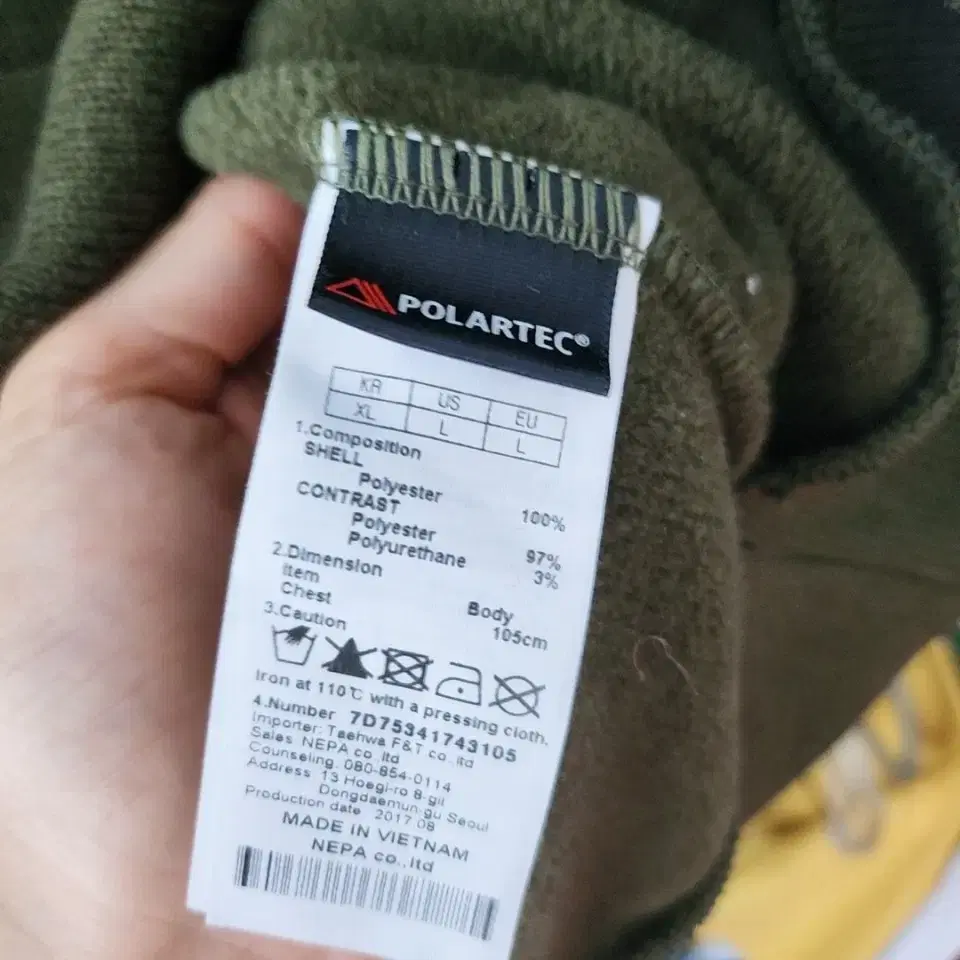 POLARTEC®
KR US EU
XL L L
1.Composition
SHELL
Polyester 100%
CONTRAST
Polyester 97%
Polyurethane 3%
2.Dimension
Item Body
Chest 105cm
3.Caution
Iron at 110℃ with a pressing cloth.
4.Number 7D75341743105
Importer: Taehwa F&T co.,ltd
Sales NEPA co.,ltd
Counseling. 080-854-0114
Address 13 Hoegi-ro 8-gil
Dongdaemun-gu Seoul
Production date 2017.08
MADE IN VIETNAM
NEPA co.,ltd